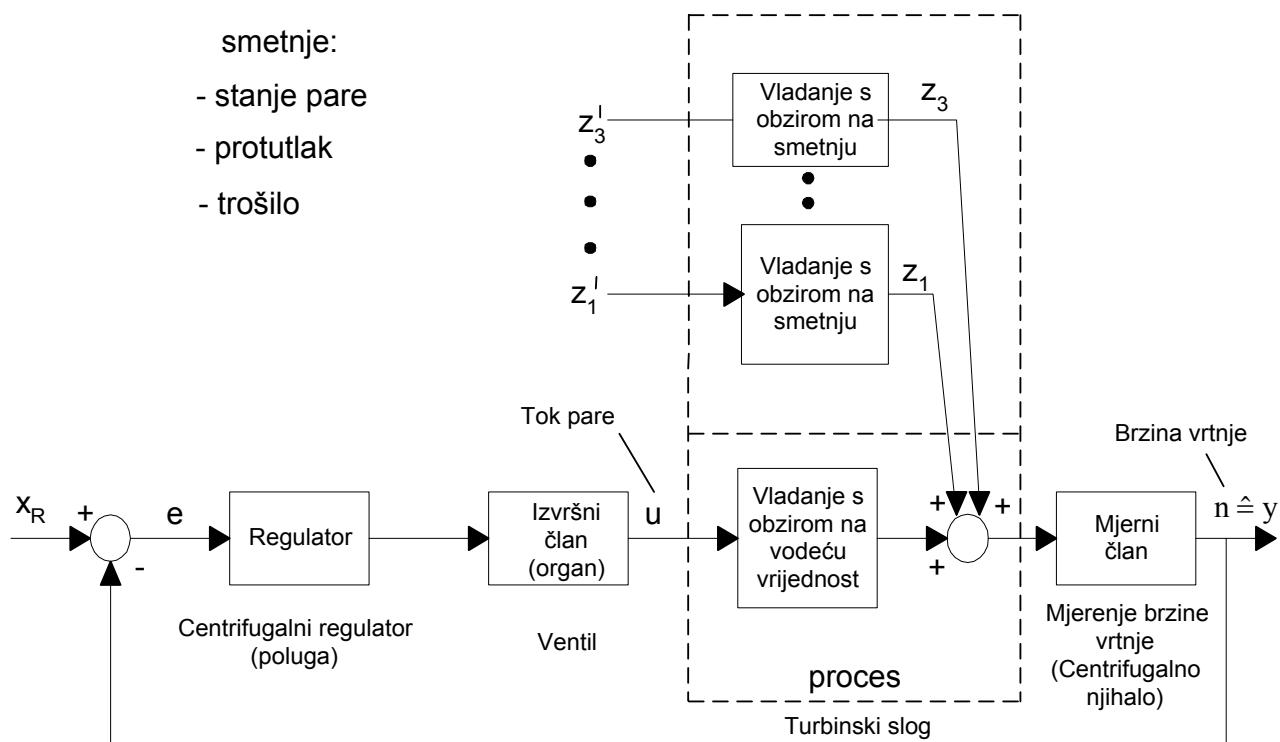 smetnje:
- stanje pare
- protutlak
- trošilo
z3'
Vladanje s
obzirom na
smetnju
z3
z1'
Vladanje s
obzirom na
smetnju
z1
Tok pare
Brzina vrtnje
xR
+
-
e
Regulator
Izvršni
član
(organ)
u
Vladanje s
obzirom na
vodeću
vrijednost
+
+
+
Mjerni
član
n ≙ y
Centrifugalni regulator
(poluga)
Ventil
proces
Turbinski slog
Mjerenje brzine
vrtnje
(Centrifugalno
njihalo)